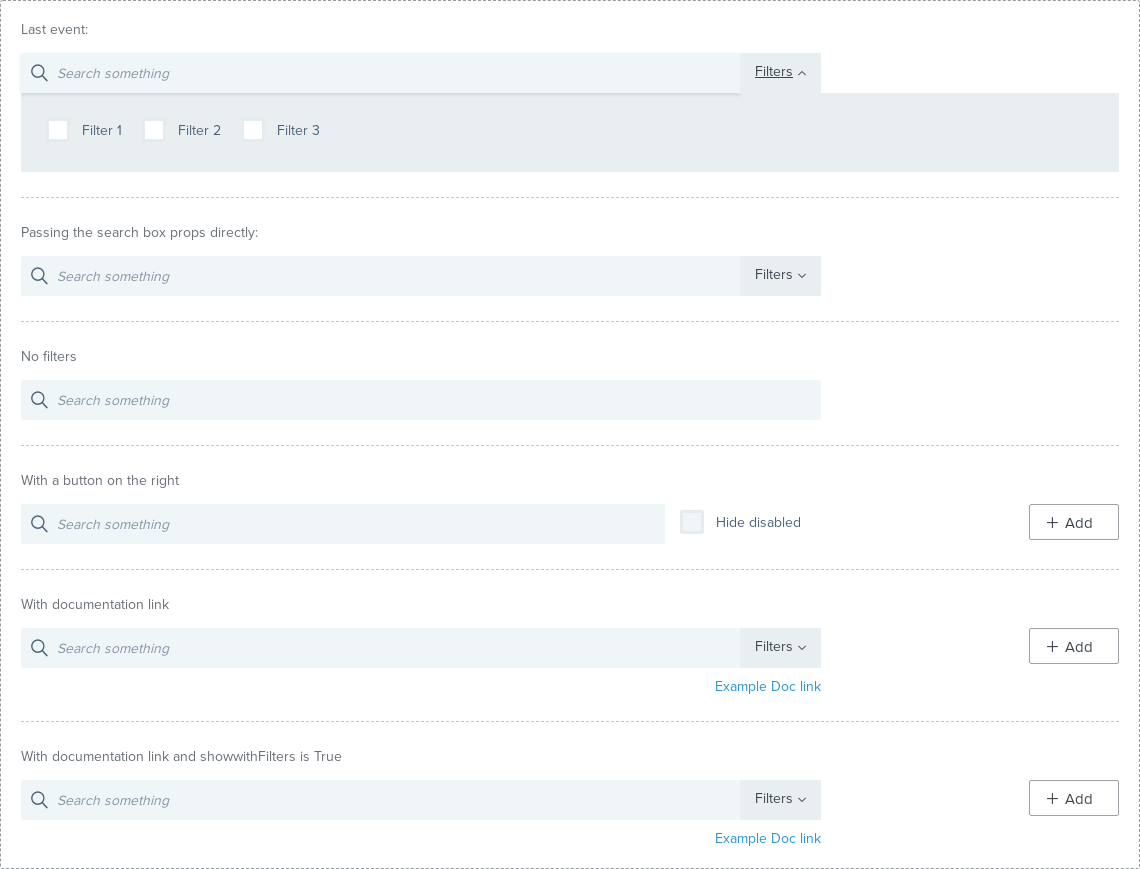 Last event:
Search something
Filters
Filter 1 Filter 2 Filter 3
Passing the search box props directly:
Search something
Filters
No filters
Search something
With a button on the right
Search something
Hide disabled
+ Add
With documentation link
Search something
Filters
+ Add
Example Doc link
With documentation link and showwithFilters is True
Search something
Filters
+ Add
Example Doc link